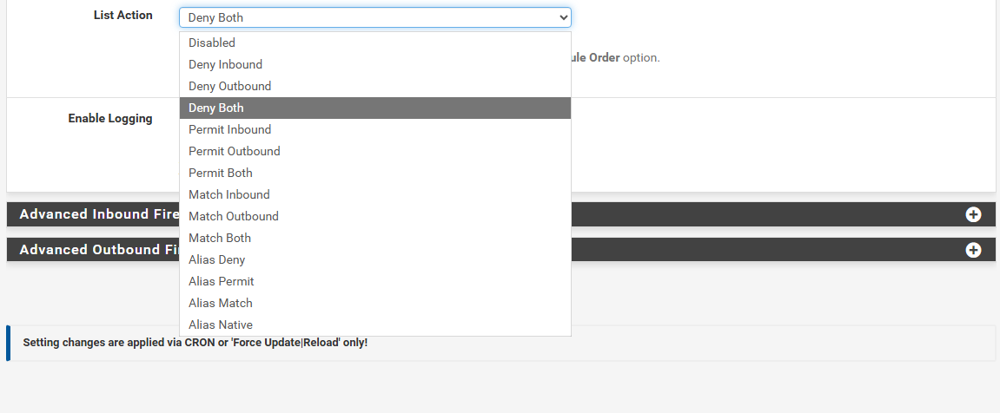 List Action
Deny Both
Disabled
Deny Inbound
ule Order option.
Deny Outbound
Deny Both
Enable Logging
Permit Inbound
Permit Outbound
Permit Both
Match Inbound
Advanced Inbound Fire
Match Outbound
Match Both
Advanced Outbound Fi
Alias Deny
Alias Permit
Alias Match
Alias Native
Setting changes are applied via CRON or 'Force Update|Reload' only!